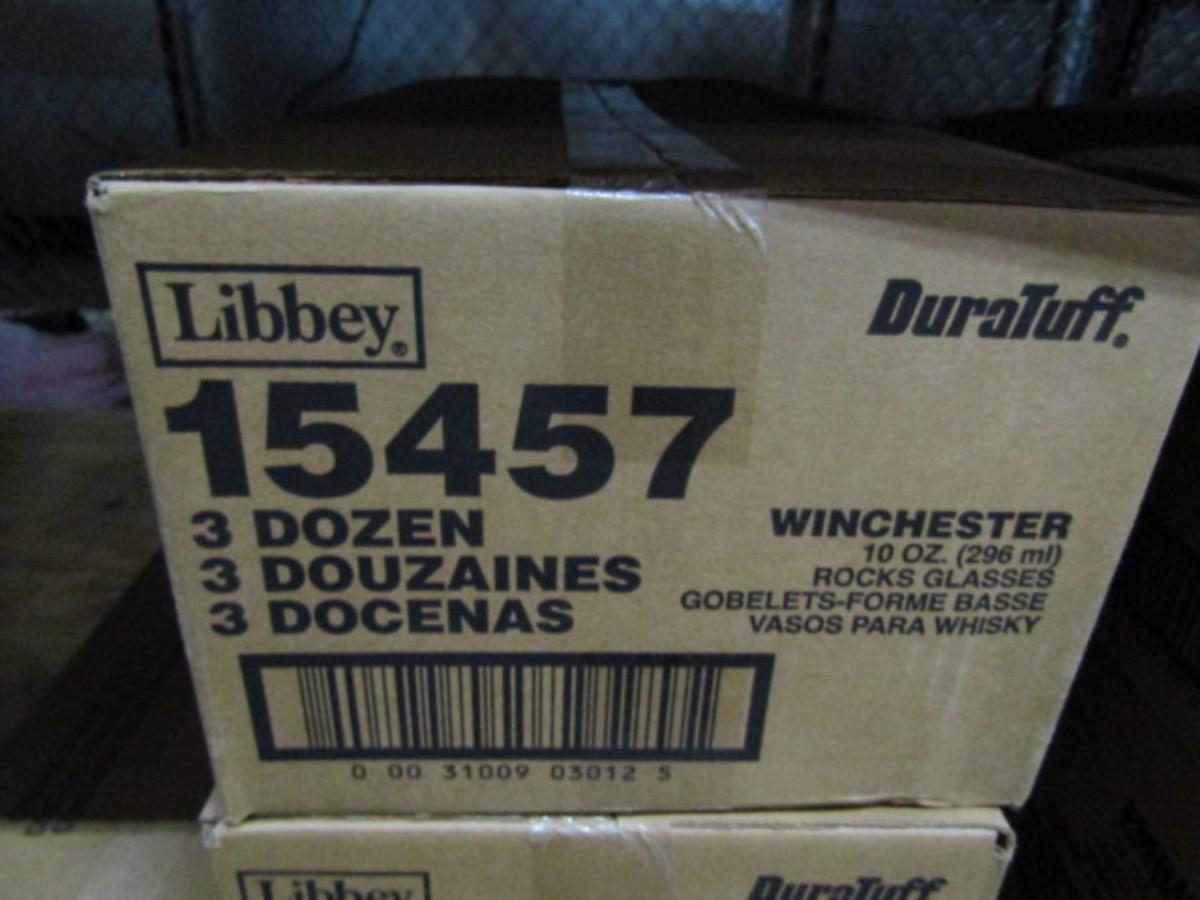 Libbey®
DuraTuff®
15457
3 DOZEN
3 DOUZAINES
3 DOCENAS
WINCHESTER
10 OZ. (296 ml)
ROCKS GLASSES
GOBELETS-FORME BASSE
VASOS PARA WHISKY
0 00 31009 03012 5
Libbey
DuraTuff